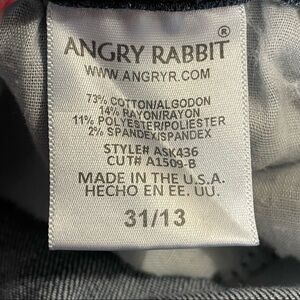 ANGRY RABBIT®
WWW.ANGRYR.COM
73% COTTON/ALGODON
14% RAYON/RAYON
11% POLYESTER/POLIESTER
2% SPANDEX/SPANDEX
STYLE# ASK436
CUT# A1509-B
MADE IN THE U.S.A.
HECHO EN EE. UU.
31/13